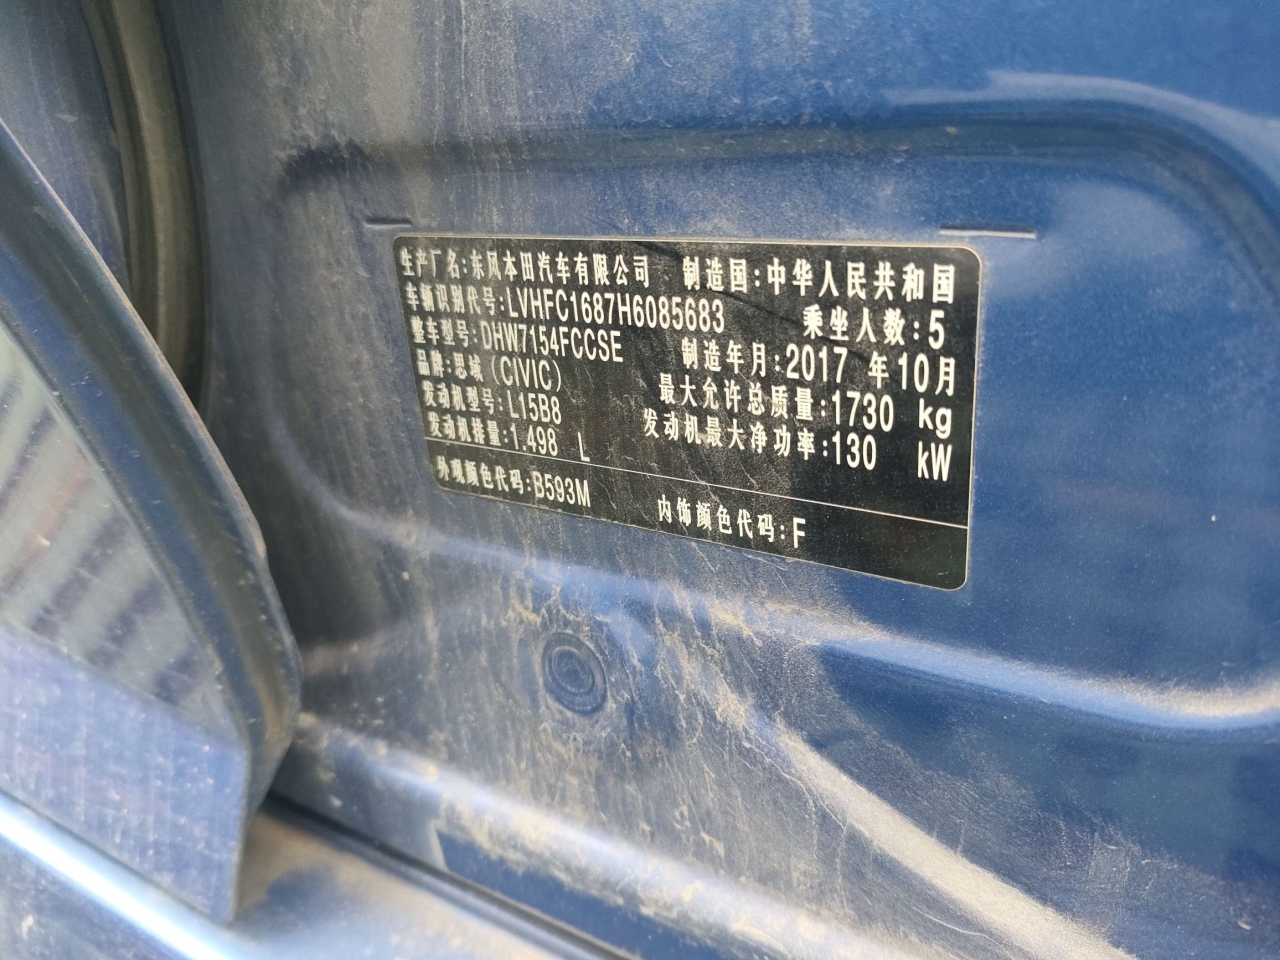 生产厂名:东风本田汽车有限公司 制造国:中华人民共和国
车辆识别代号:LVHFC1687H6085683 乘坐人数:5
整车型号:DHW7154FCCSE 制造年月:2017 年10月
品牌:思域(CIVIC) 最大允许总质量:1730 kg
发动机型号:L15B8 发动机最大净功率:130 kW
发动机排量:1.498 L
外观颜色代码:B593M 内饰颜色代码:F